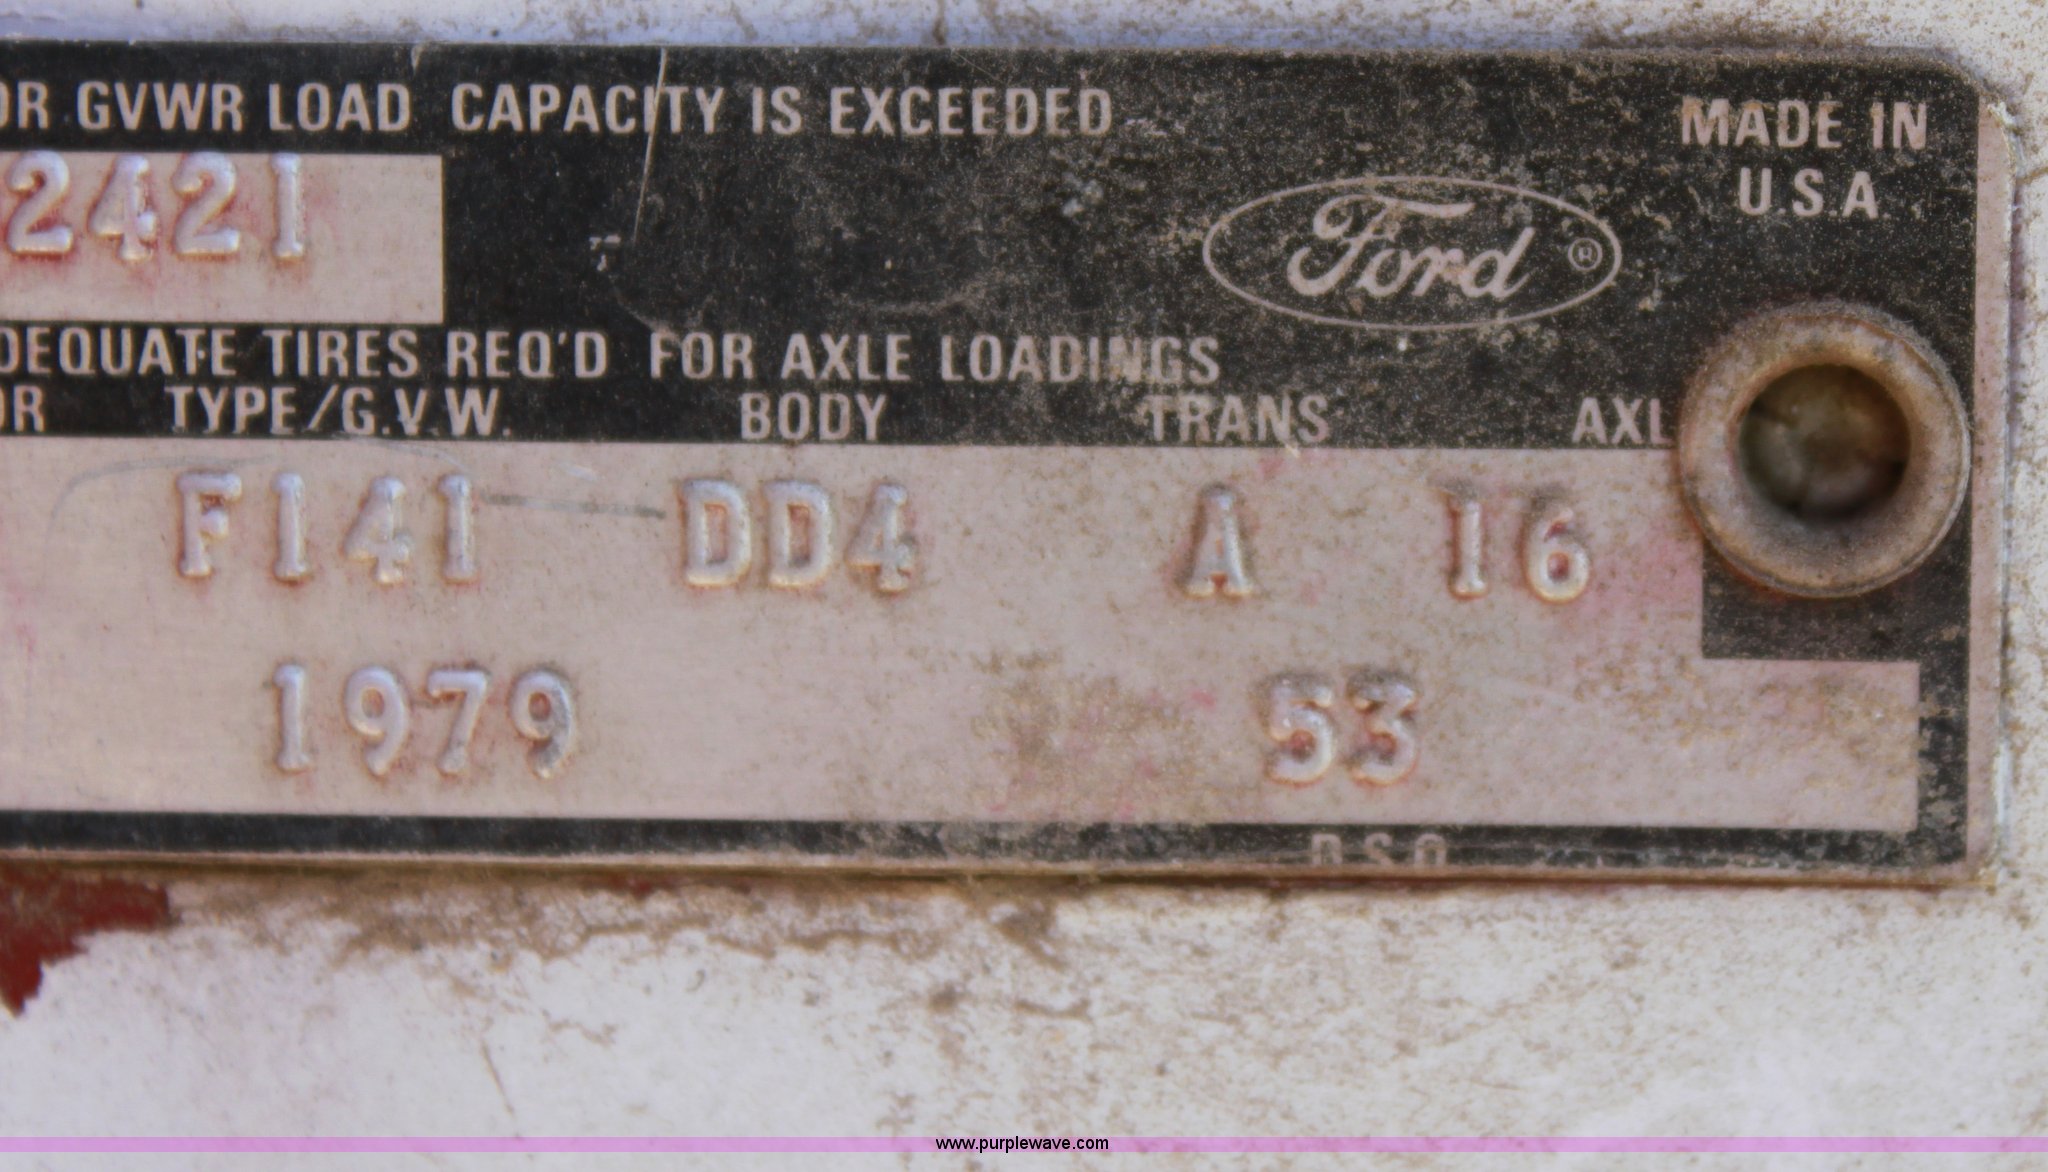 OR GVWR LOAD CAPACITY IS EXCEEDED
MADE IN
U.S.A.
2421
Ford ®
DEQUATE TIRES REQ'D FOR AXLE LOADINGS
OR TYPE/G.V.W. BODY TRANS AXL
F141 DD4 A 16
1979 53
DSO
www.purplewave.com